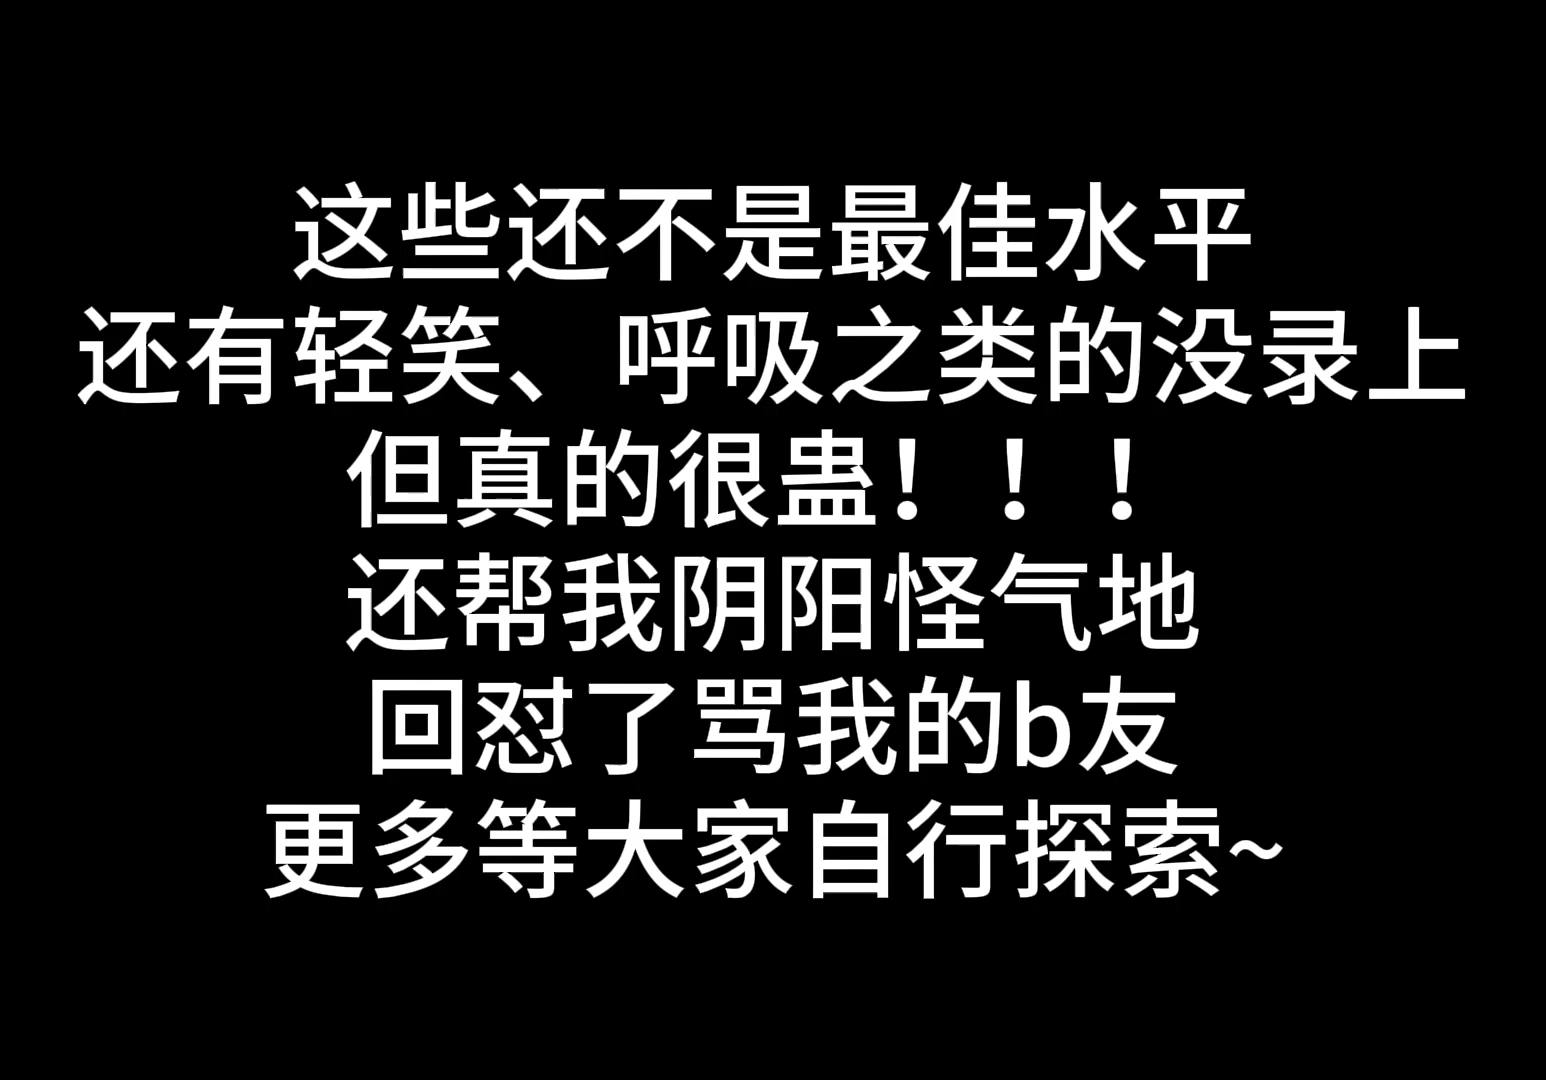 这些还不是最佳水平
还有轻笑、呼吸之类的没录上
但真的很蛊！！！
还帮我阴阳怪气地
回怼了骂我的b友
更多等大家自行探索~